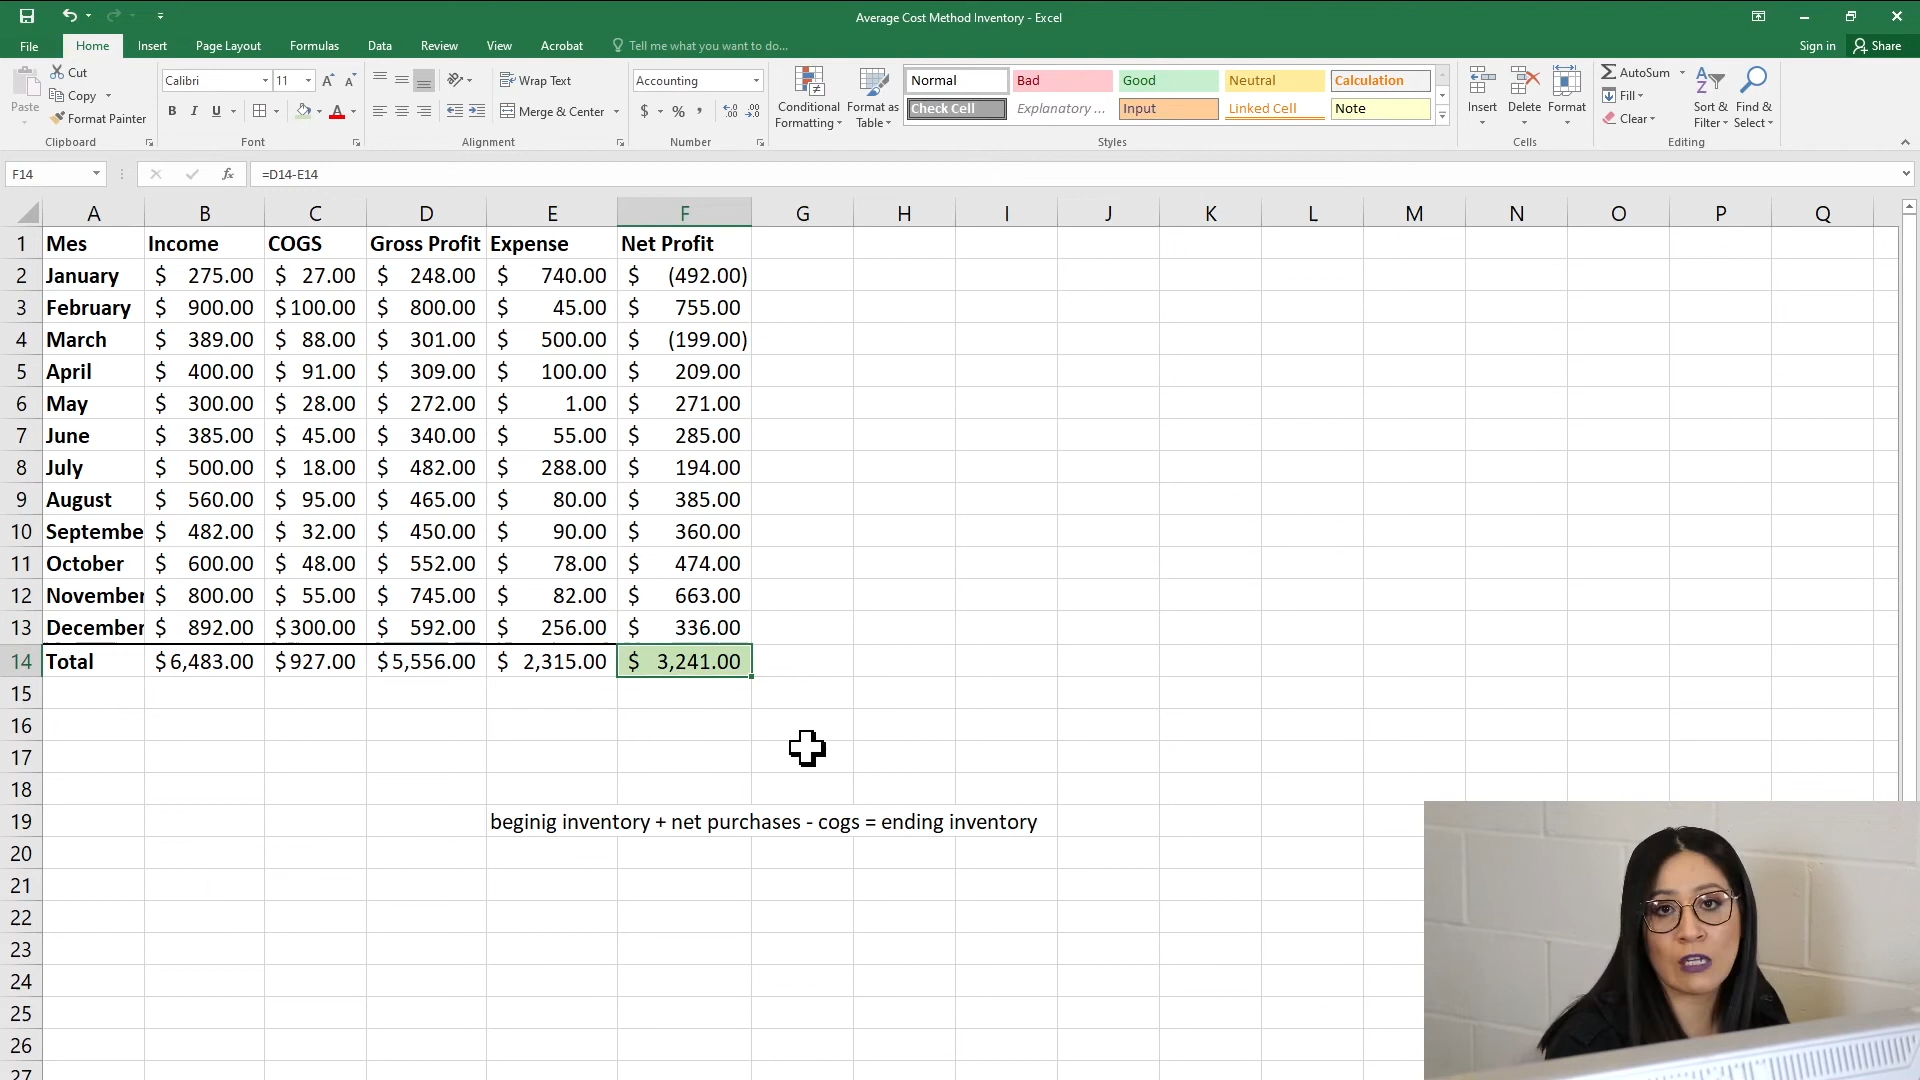 Average Cost Method Inventory - Excel
File Home Insert Page Layout Formulas Data Review View Acrobat Tell me what you want to do... Sign in Share
Paste Cut Copy Format Painter Clipboard
Calibri 11 A A B I U A Font
Wrap Text Merge & Center Alignment
Accounting $ % , .0 .00 .00 .0 Number
Conditional Formatting Format as Table
Normal Bad Good Neutral Calculation
Check Cell Explanatory ... Input Linked Cell Note
Styles
Insert Delete Format Cells
AutoSum Fill Clear Sort & Filter Find & Select Editing
F14 fx =D14-E14
A B C D E F G H I J K L M N O P Q
1 Mes Income COGS Gross Profit Expense Net Profit
2 January $ 275.00 $ 27.00 $ 248.00 $ 740.00 $ (492.00)
3 February $ 900.00 $100.00 $ 800.00 $ 45.00 $ 755.00
4 March $ 389.00 $ 88.00 $ 301.00 $ 500.00 $ (199.00)
5 April $ 400.00 $ 91.00 $ 309.00 $ 100.00 $ 209.00
6 May $ 300.00 $ 28.00 $ 272.00 $ 1.00 $ 271.00
7 June $ 385.00 $ 45.00 $ 340.00 $ 55.00 $ 285.00
8 July $ 500.00 $ 18.00 $ 482.00 $ 288.00 $ 194.00
9 August $ 560.00 $ 95.00 $ 465.00 $ 80.00 $ 385.00
10 Septembe $ 482.00 $ 32.00 $ 450.00 $ 90.00 $ 360.00
11 October $ 600.00 $ 48.00 $ 552.00 $ 78.00 $ 474.00
12 November $ 800.00 $ 55.00 $ 745.00 $ 82.00 $ 663.00
13 December $ 892.00 $300.00 $ 592.00 $ 256.00 $ 336.00
14 Total $6,483.00 $927.00 $5,556.00 $ 2,315.00 $ 3,241.00
15
16
17
18
19 beginig inventory + net purchases - cogs = ending inventory
20
21
22
23
24
25
26
27